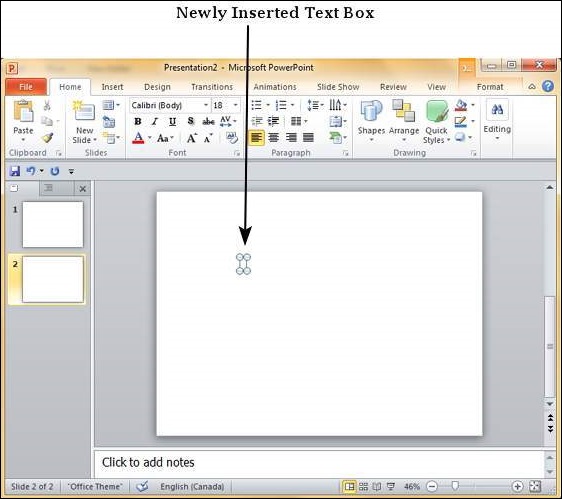 Newly Inserted Text Box
P Presentation2 - Microsoft PowerPoint
File Home Insert Design Transitions Animations Slide Show Review View Format
Calibri (Body) 18
Paste New Slide Shapes Arrange Quick Styles Editing
B I U S abc AV
A Aa A A
Clipboard Slides Font Paragraph Drawing
1
2
Click to add notes
Slide 2 of 2 "Office Theme" English (Canada) 46%